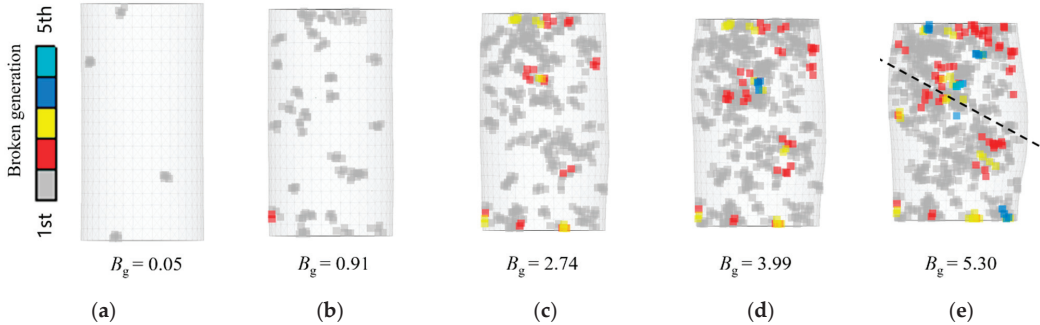 Broken generation
5th
1st
B_g = 0.05
B_g = 0.91
B_g = 2.74
B_g = 3.99
B_g = 5.30
(a)
(b)
(c)
(d)
(e)